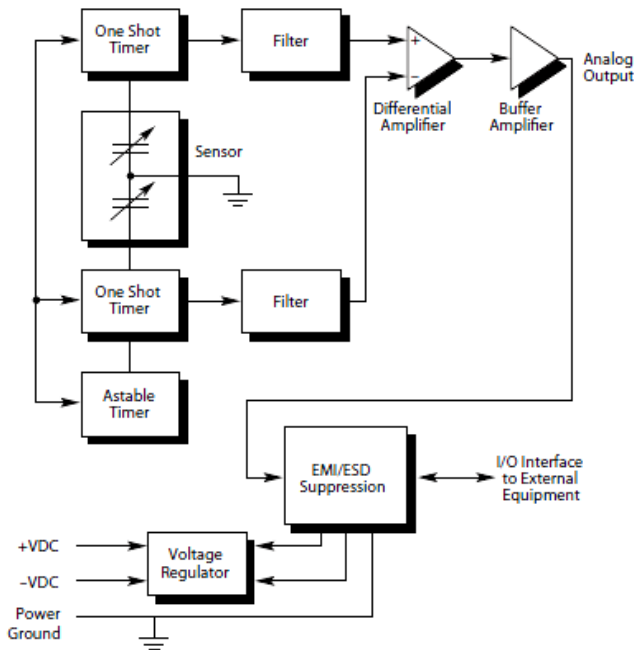 One Shot
Timer
Filter
+
−
Differential
Amplifier
Buffer
Amplifier
Analog
Output
Sensor
One Shot
Timer
Filter
Astable
Timer
EMI/ESD
Suppression
I/O Interface
to External
Equipment
+VDC
−VDC
Voltage
Regulator
Power
Ground